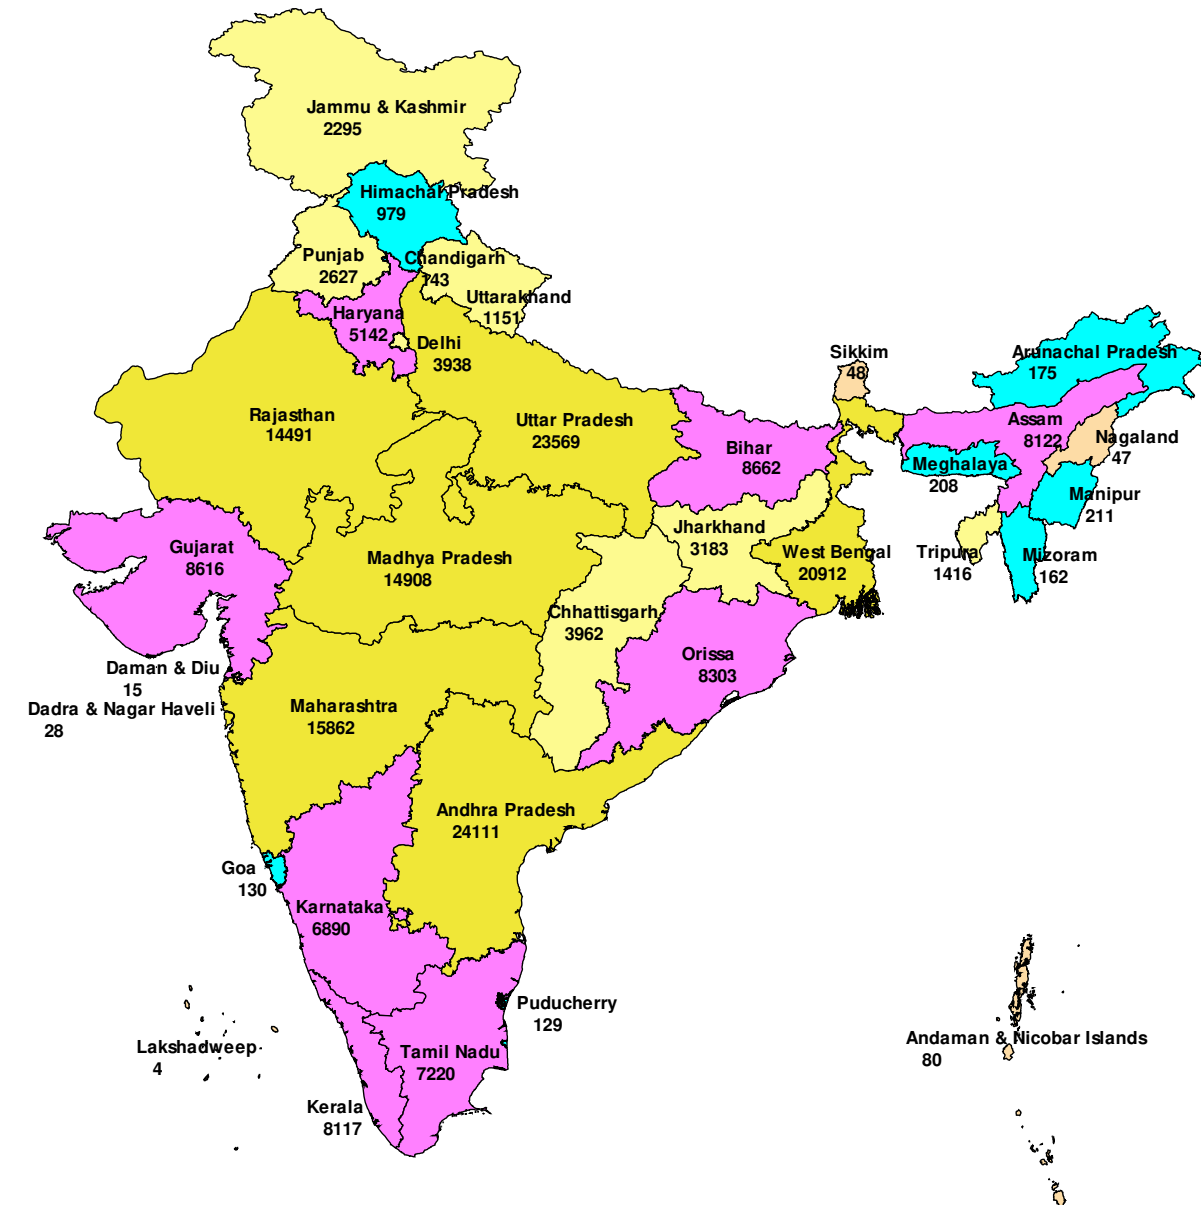 Jammu & Kashmir
2295
Himachal Pradesh
979
Punjab
2627
Chandigarh
143
Uttarakhand
1151
Haryana
5142
Delhi
3938
Sikkim
48
Arunachal Pradesh
175
Rajasthan
14491
Uttar Pradesh
23569
Bihar
8662
Assam
8122
Nagaland
47
Meghalaya
208
Manipur
211
Gujarat
8616
Madhya Pradesh
14908
Jharkhand
3183
West Bengal
20912
Tripura
1416
Mizoram
162
Chhattisgarh
3962
Orissa
8303
Daman & Diu
15
Dadra & Nagar Haveli
28
Maharashtra
15862
Andhra Pradesh
24111
Goa
130
Karnataka
6890
Puducherry
129
Lakshadweep
4
Tamil Nadu
7220
Andaman & Nicobar Islands
80
Kerala
8117